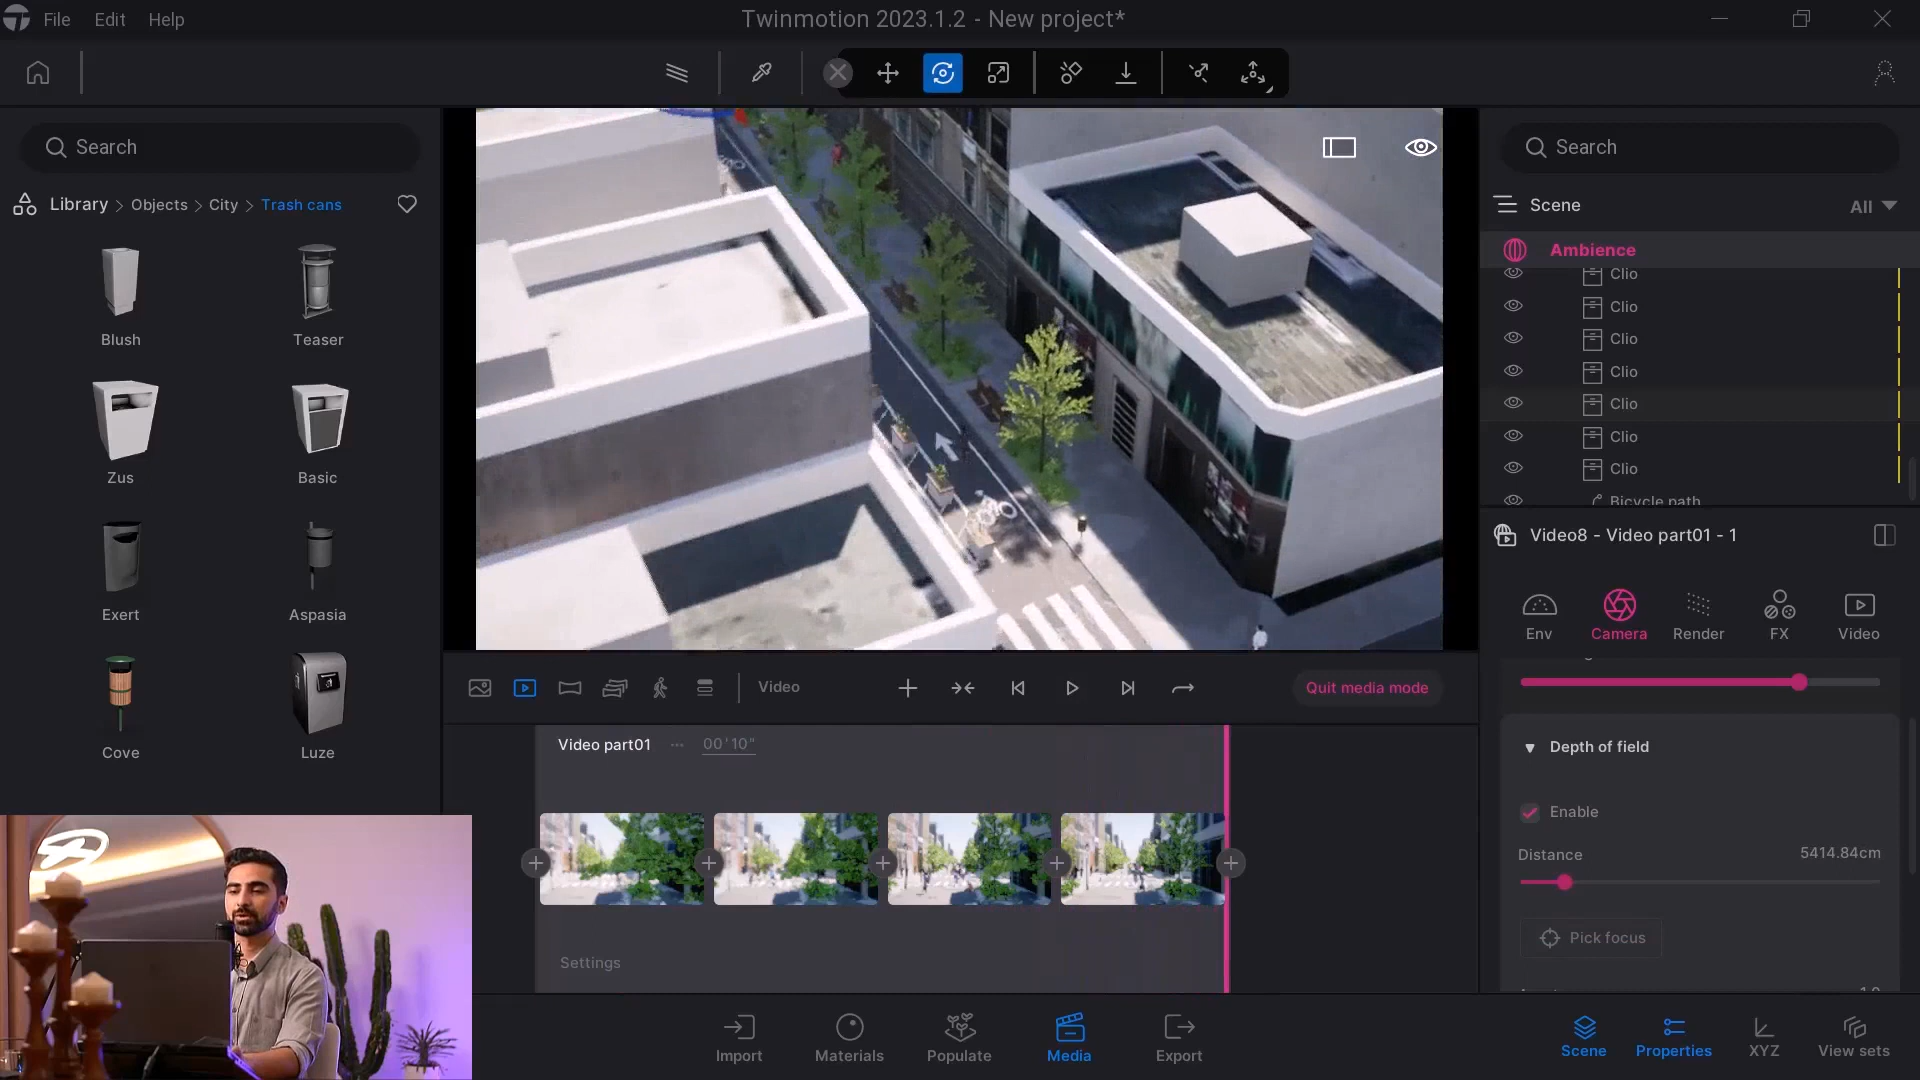 File Edit Help
Twinmotion 2023.1.2 - New project*
Search
Library > Objects > City > Trash cans
Blush
Teaser
Zus
Basic
Exert
Aspasia
Cove
Luze
Video
Quit media mode
Video part01 ... 00'10"
Settings
Import
Materials
Populate
Media
Export
Search
Scene
All
Ambience
Clio
Clio
Clio
Clio
Clio
Clio
Clio
Bicycle path
Video8 - Video part01 - 1
Env
Camera
Render
FX
Video
Depth of field
Enable
Distance
5414.84cm
Pick focus
Scene
Properties
XYZ
View sets